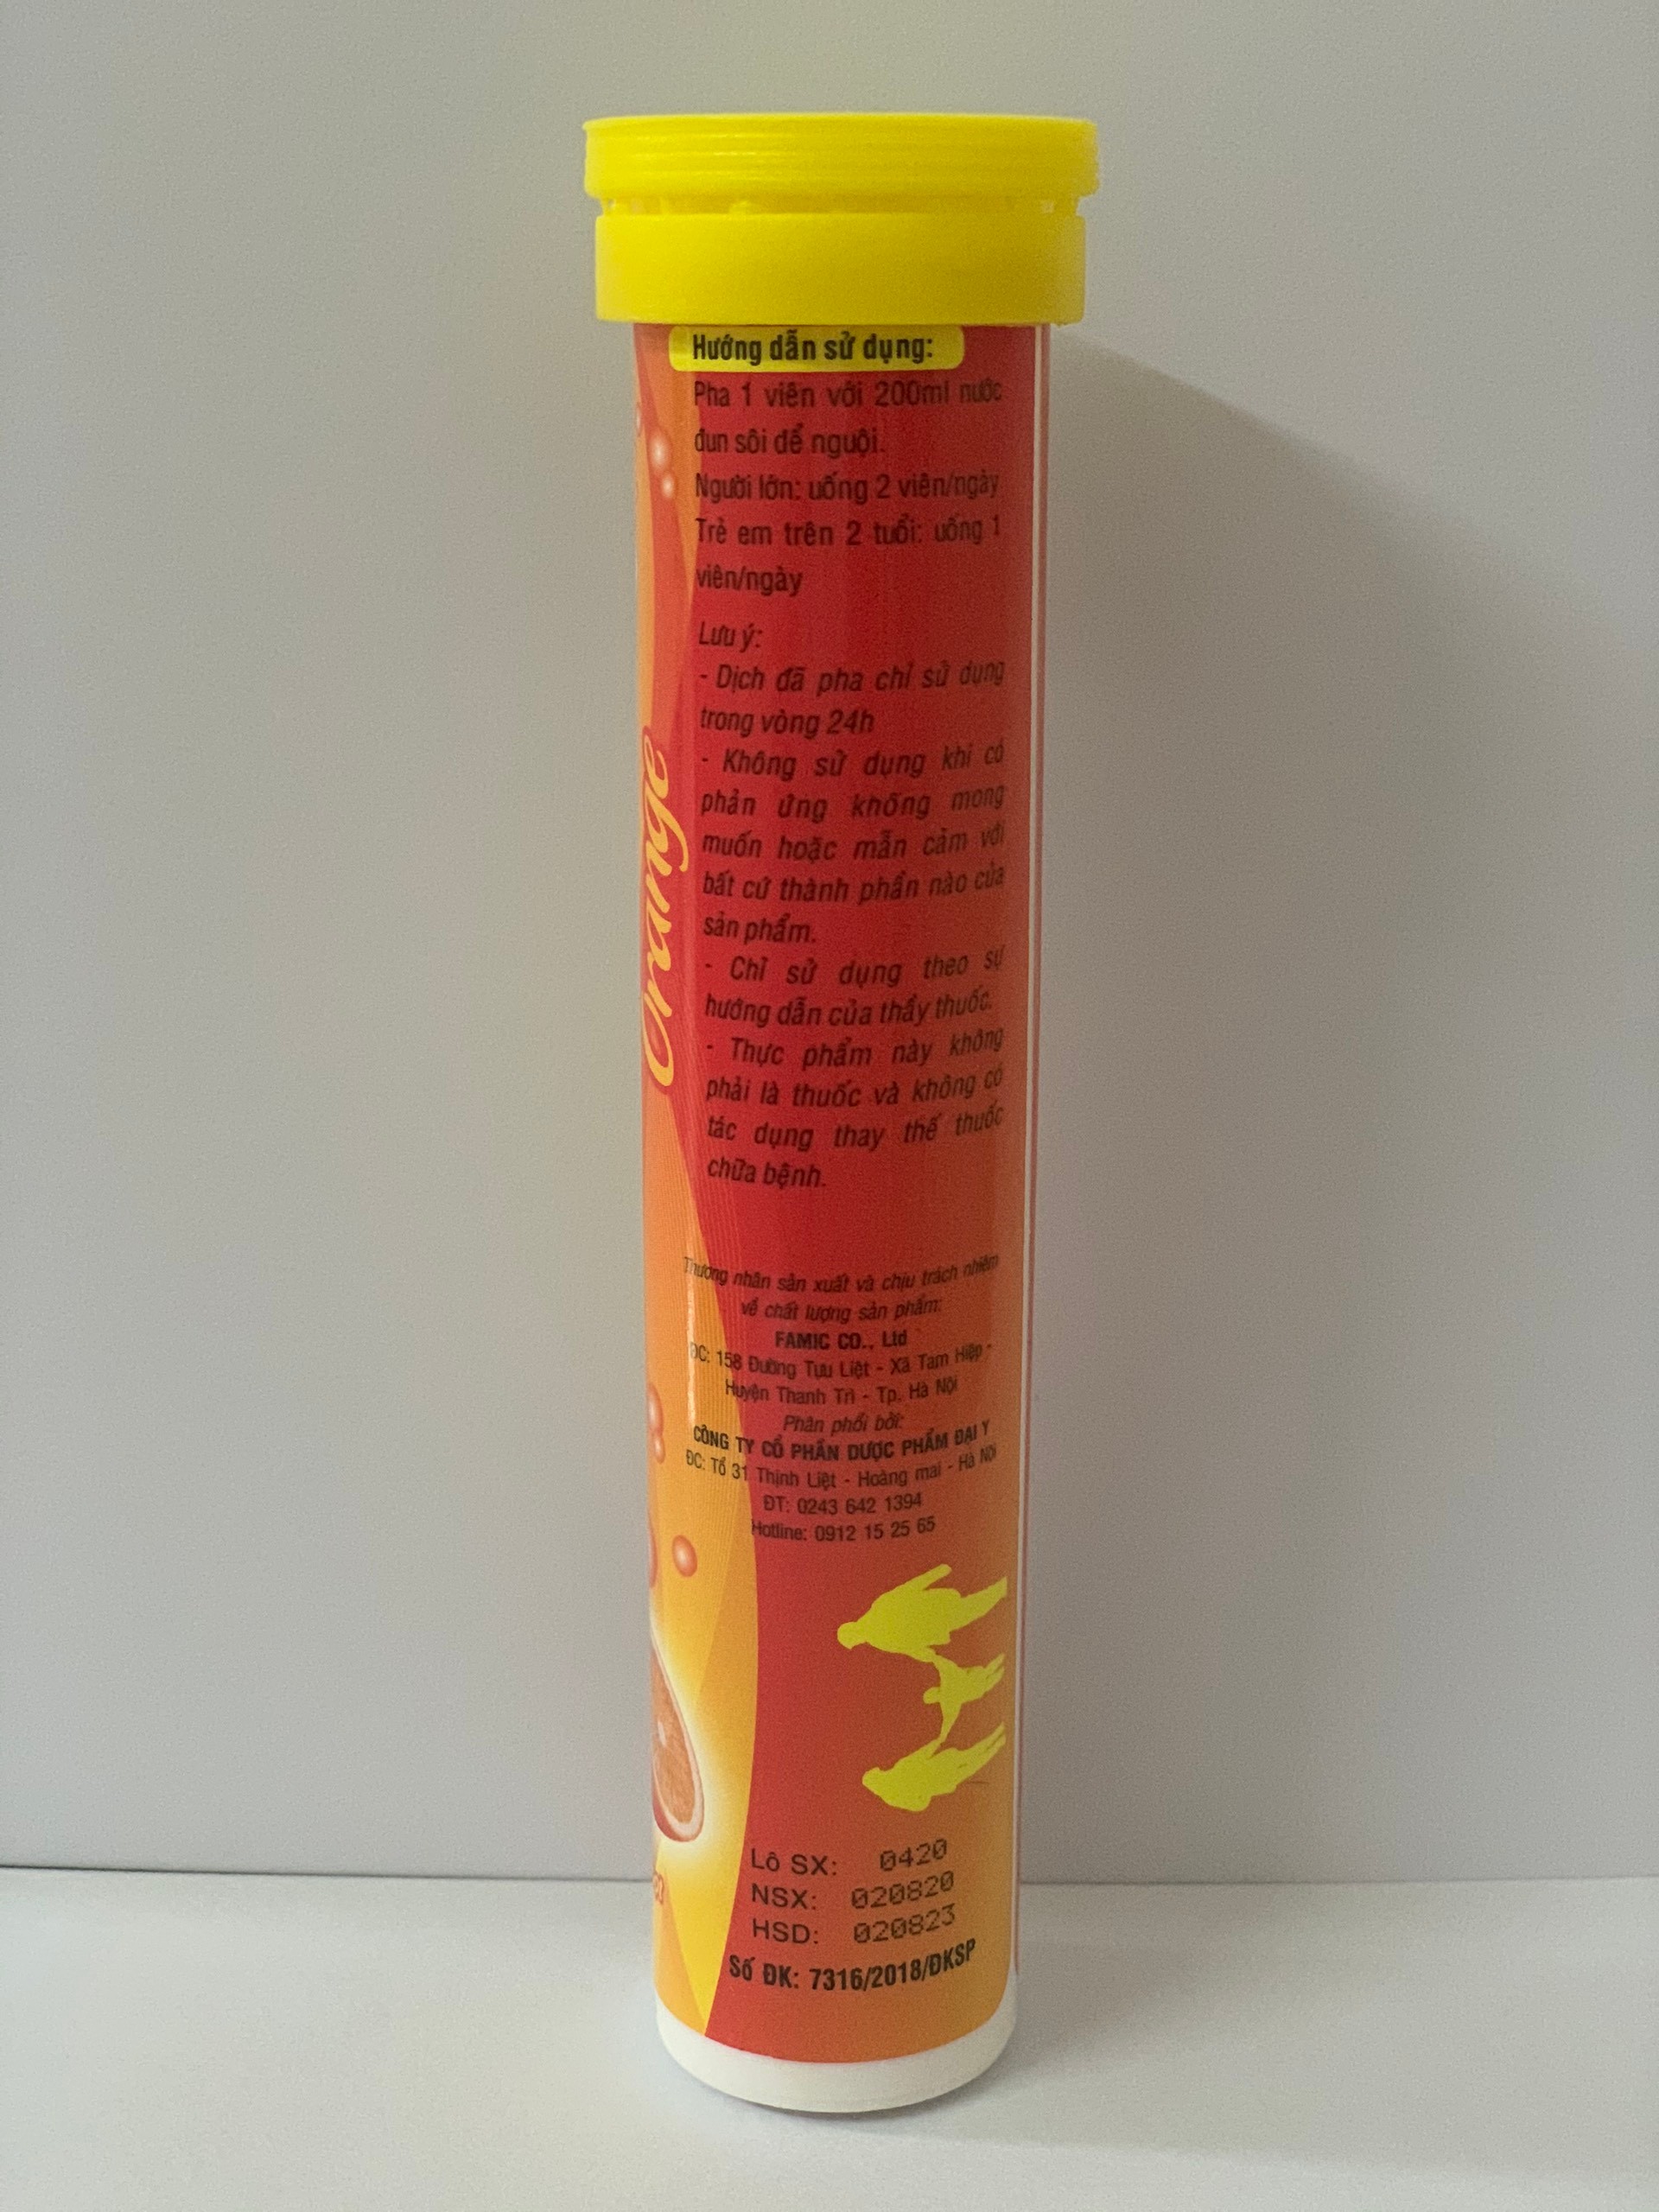 Hướng dẫn sử dụng:
Pha 1 viên với 200ml nước
đun sôi để nguội.
Người lớn: uống 2 viên/ngày
Trẻ em trên 2 tuổi: uống 1
viên/ngày
Lưu ý:
- Dịch đã pha chỉ sử dụng
trong vòng 24h
- Không sử dụng khi có
phản ứng không mong
muốn hoặc mẫn cảm với
bất cứ thành phần nào của
sản phẩm.
- Chỉ sử dụng theo sự
hướng dẫn của thầy thuốc.
- Thực phẩm này không
phải là thuốc và không có
tác dụng thay thế thuốc
chữa bệnh.
Orange
Thương nhân sản xuất và chịu trách nhiệm
về chất lượng sản phẩm:
FAMIC CO., Ltd
ĐC: 158 Đường Tựu Liệt - Xã Tam Hiệp -
Huyện Thanh Trì - Tp. Hà Nội
Phân phối bởi:
CÔNG TY CỔ PHẦN DƯỢC PHẨM ĐẠI Y
ĐC: Tổ 31 Thịnh Liệt - Hoàng mai - Hà Nội
ĐT: 0243 642 1394
Hotline: 0912 15 25 65
Lô SX: 0420
NSX: 020820
HSD: 020823
Số ĐK: 7316/2018/ĐKSP